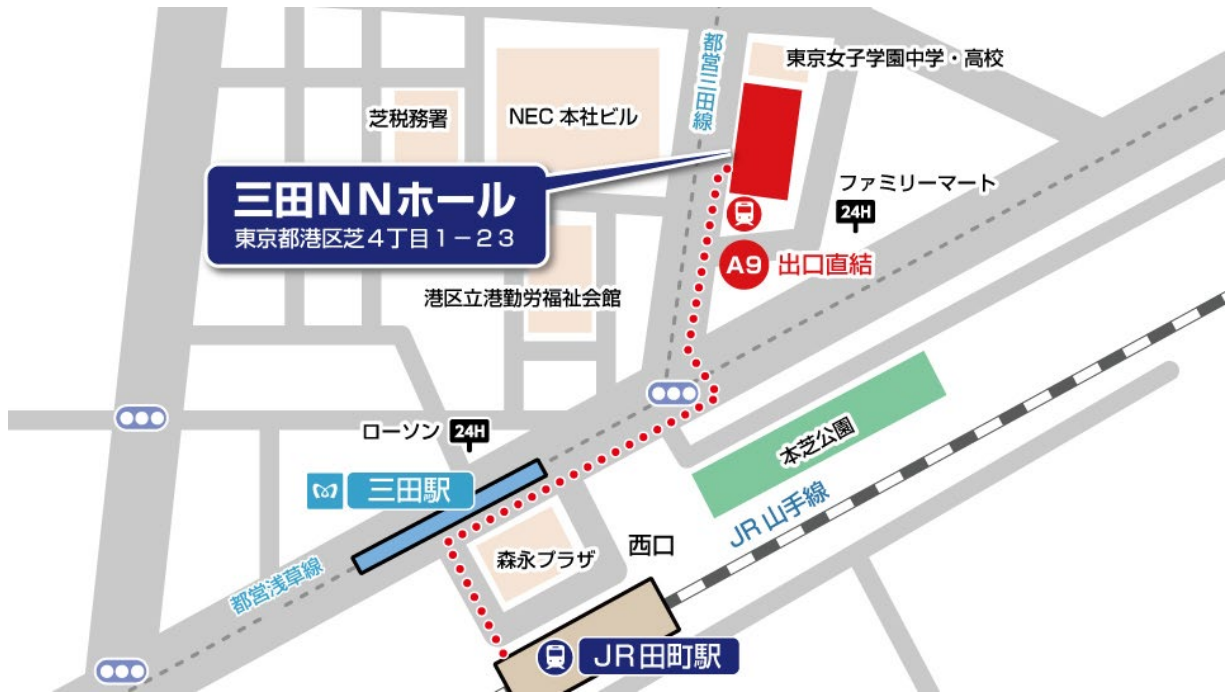 東京女子学園中学・高校
都営三田線
芝税務署
NEC 本社ビル
三田NNホール
東京都港区芝4丁目1−23
ファミリーマート
24H
A9 出口直結
港区立港勤労福祉会館
ローソン 24H
本芝公園
三田駅
JR山手線
西口
森永プラザ
都営浅草線
JR田町駅